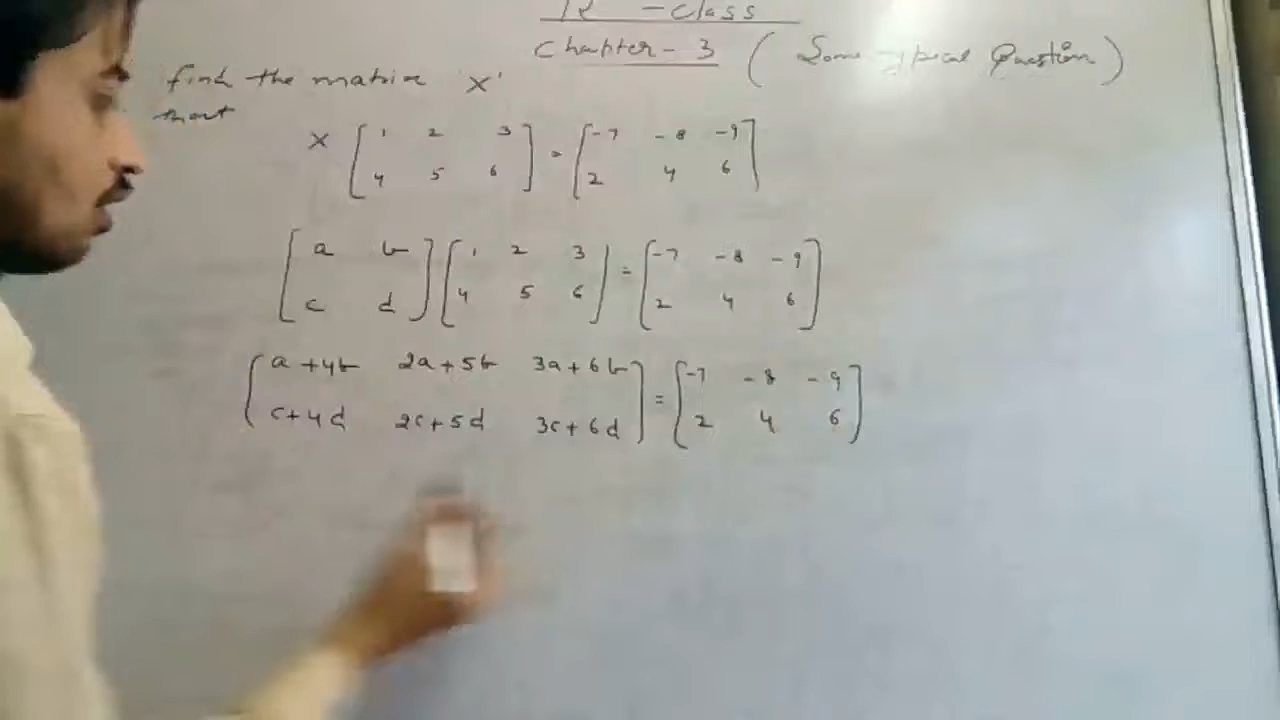 -class
Chapter - 3 ( Some typical Question )
find the matrix 'X'
that
X [ 1 2 3 ] = [ -7 -8 -9 ]
4 5 6 2 4 6
[ a b ] [ 1 2 3 ] = [ -7 -8 -9 ]
c d 4 5 6 2 4 6
[ a+4b 2a+5b 3a+6b ] = [ -7 -8 -9 ]
c+4d 2c+5d 3c+6d 2 4 6